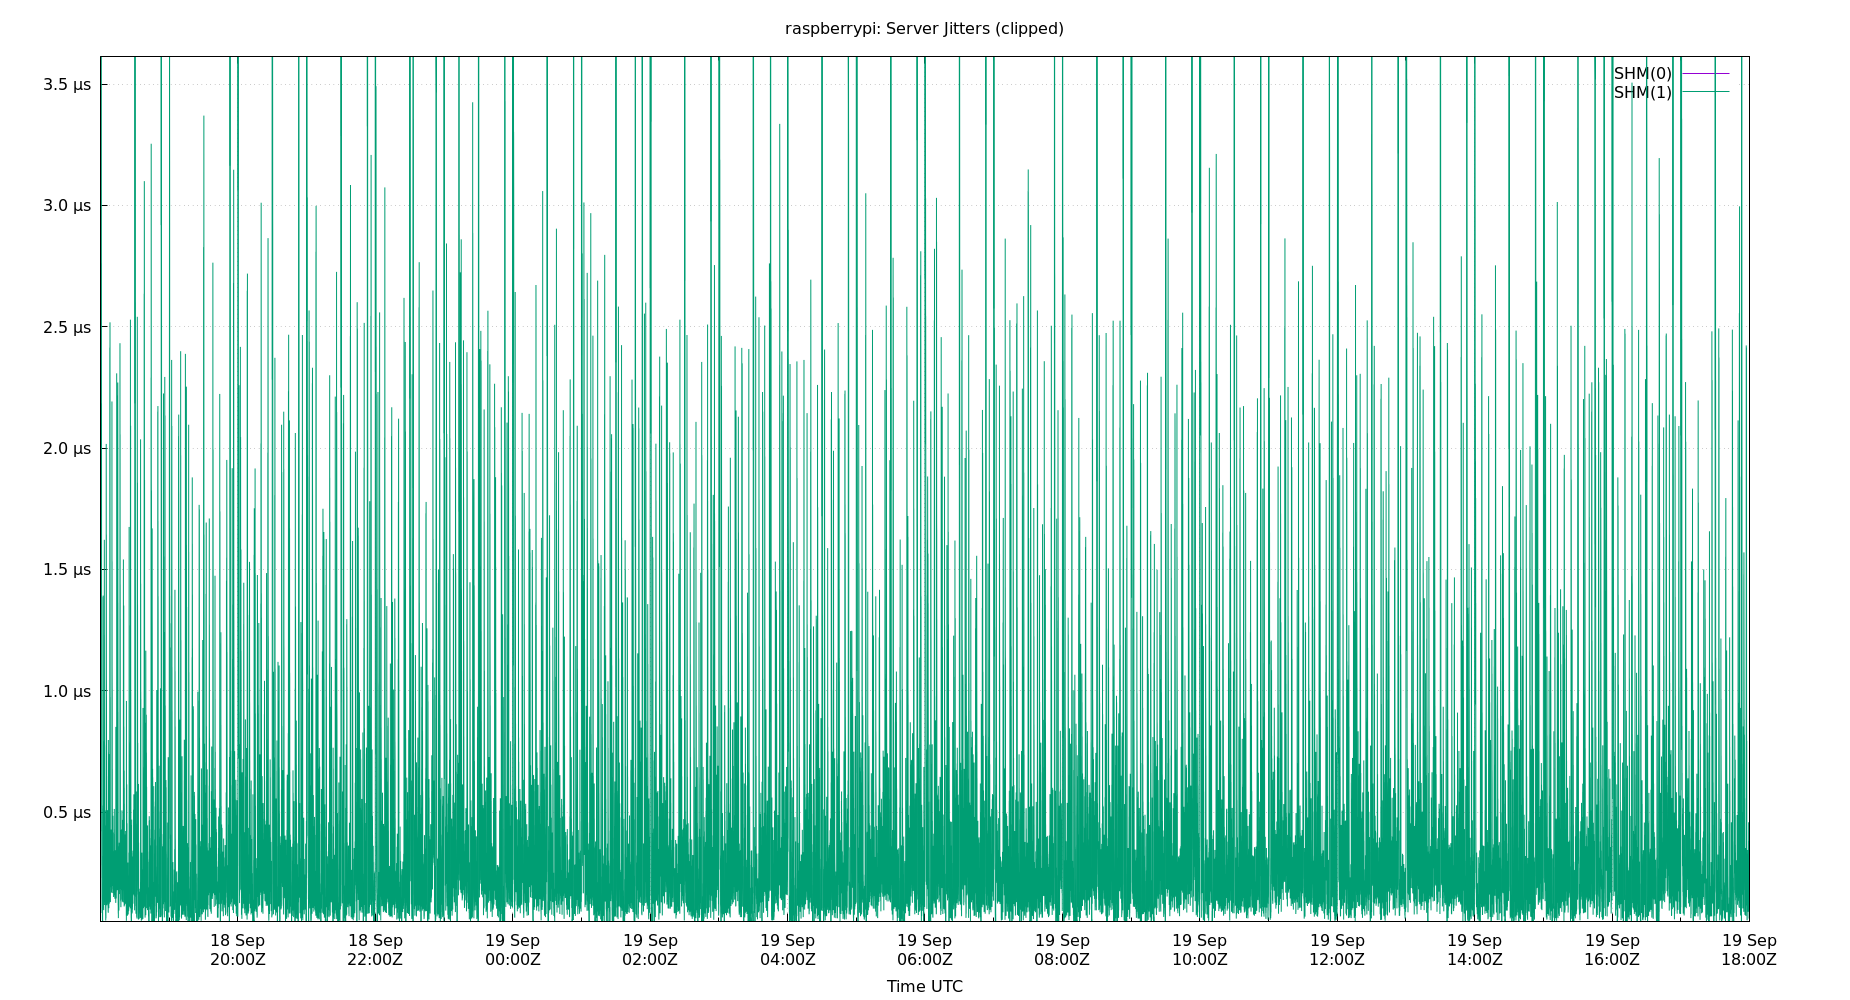 raspberrypi: Server Jitters (clipped)
3.5 µs
SHM(0)
SHM(1)
3.0 µs
2.5 µs
2.0 µs
1.5 µs
1.0 µs
0.5 µs
18 Sep 18 Sep 19 Sep 19 Sep 19 Sep 19 Sep 19 Sep 19 Sep 19 Sep 19 Sep 19 Sep 19 Sep
20:00Z 22:00Z 00:00Z 02:00Z 04:00Z 06:00Z 08:00Z 10:00Z 12:00Z 14:00Z 16:00Z 18:00Z
Time UTC